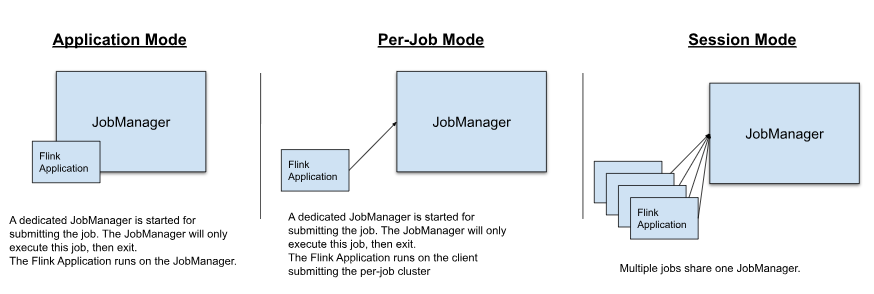 Application Mode
JobManager
Flink
Application
A dedicated JobManager is started for
submitting the job. The JobManager will only
execute this job, then exit.
The Flink Application runs on the JobManager.
Per-Job Mode
JobManager
Flink
Application
A dedicated JobManager is started for
submitting the job. The JobManager will only
execute this job, then exit.
The Flink Application runs on the client
submitting the per-job cluster
Session Mode
JobManager
Flink
Application
Multiple jobs share one JobManager.